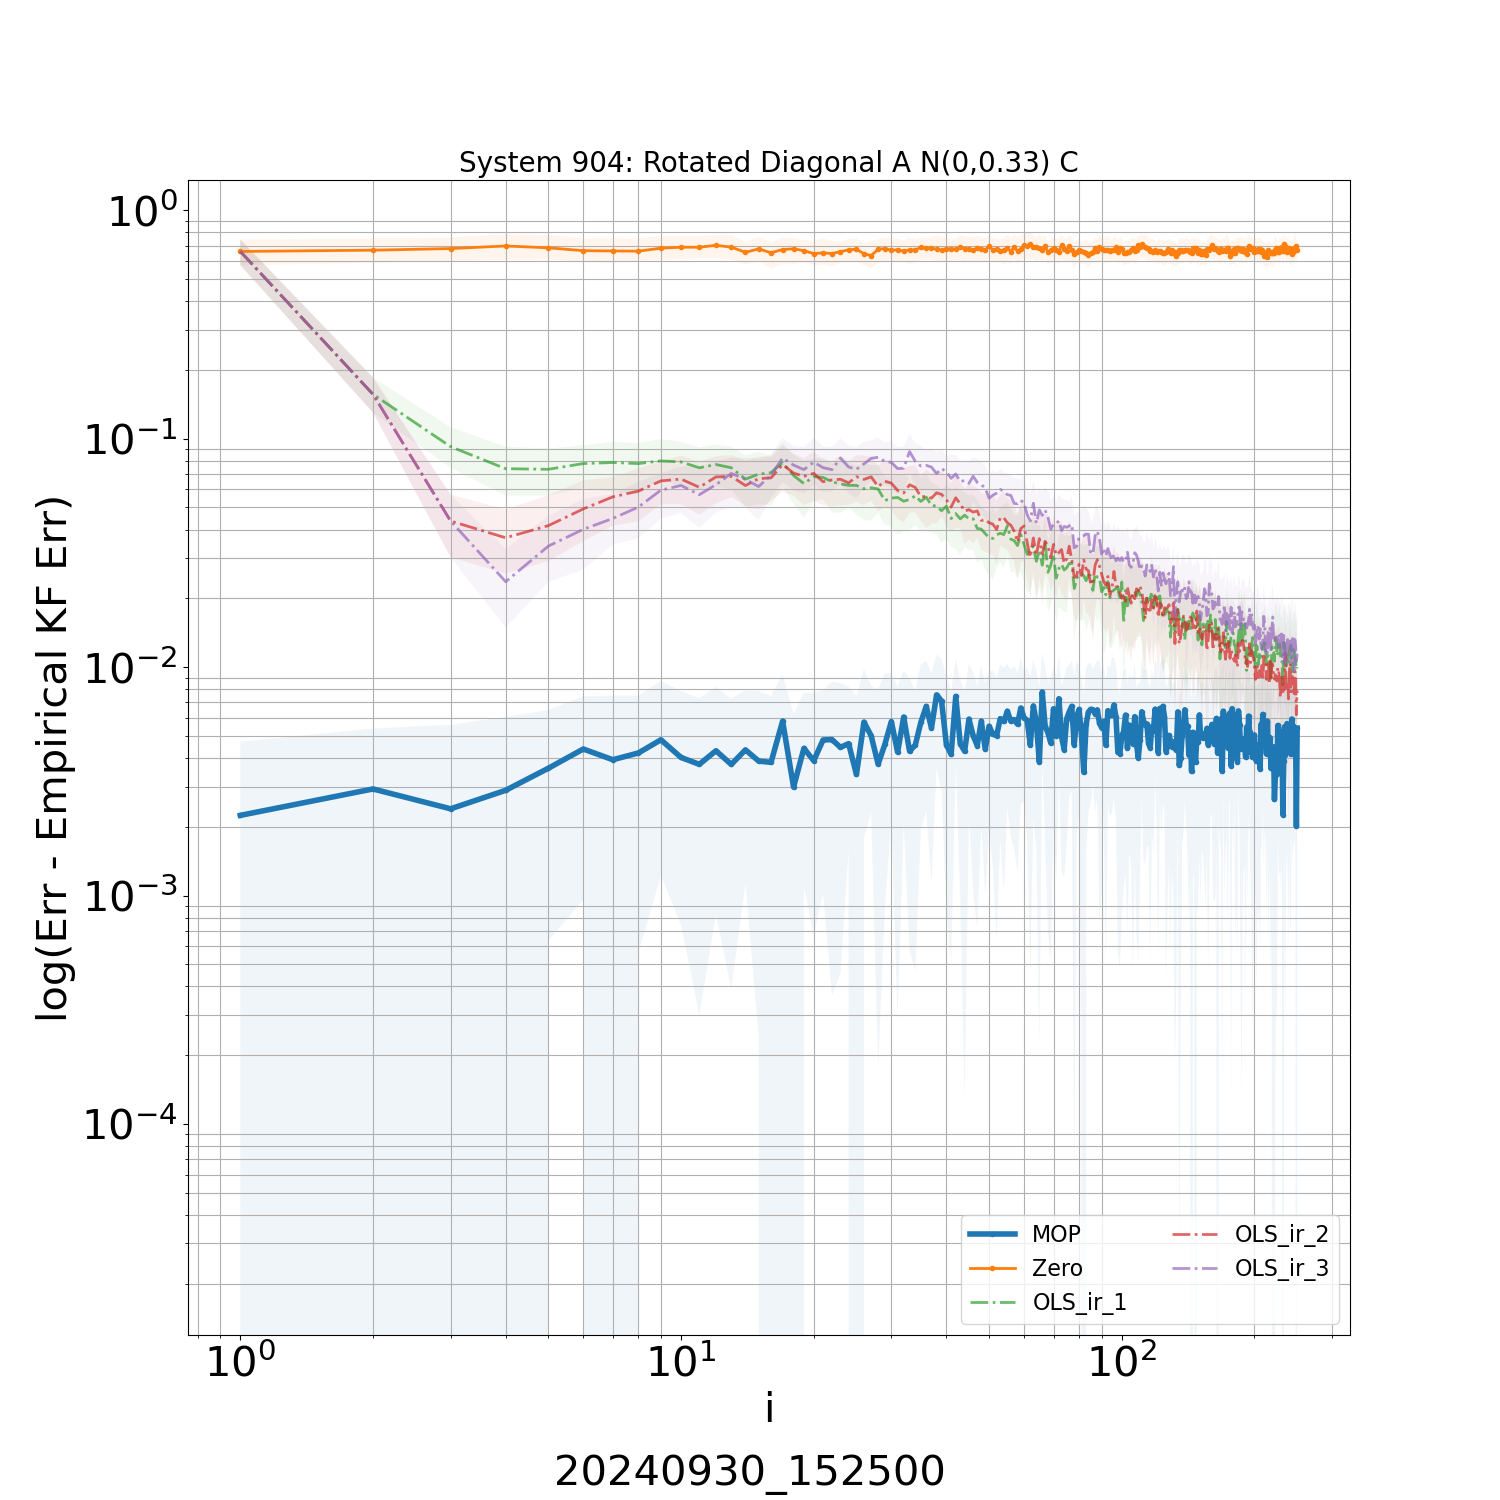 System 904: Rotated Diagonal A N(0,0.33) C
log(Err - Empirical KF Err)
10⁰
10⁻¹
10⁻²
10⁻³
10⁻⁴
MOP
Zero
OLS_ir_1
OLS_ir_2
OLS_ir_3
10⁰ 10¹ 10²
i
20240930_152500